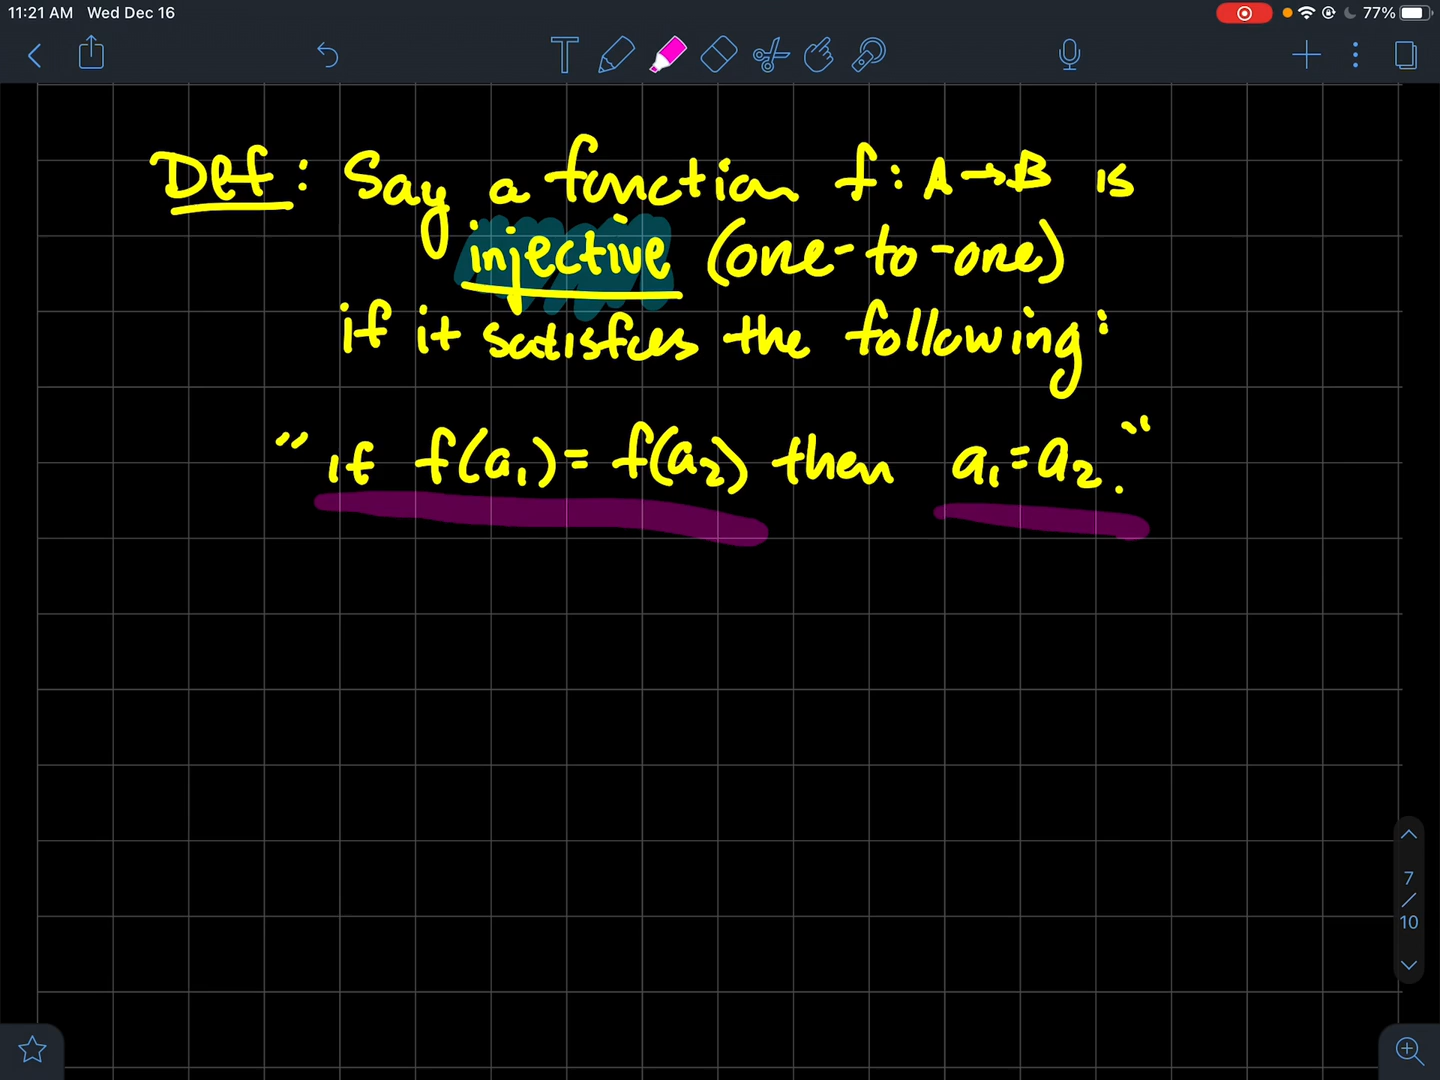 11:21 AM Wed Dec 16 77%
T
Def: Say a function f: A→B is
injective (one-to-one)
if it satisfies the following:
"if f(a₁) = f(a₂) then a₁ = a₂."
7
/
10